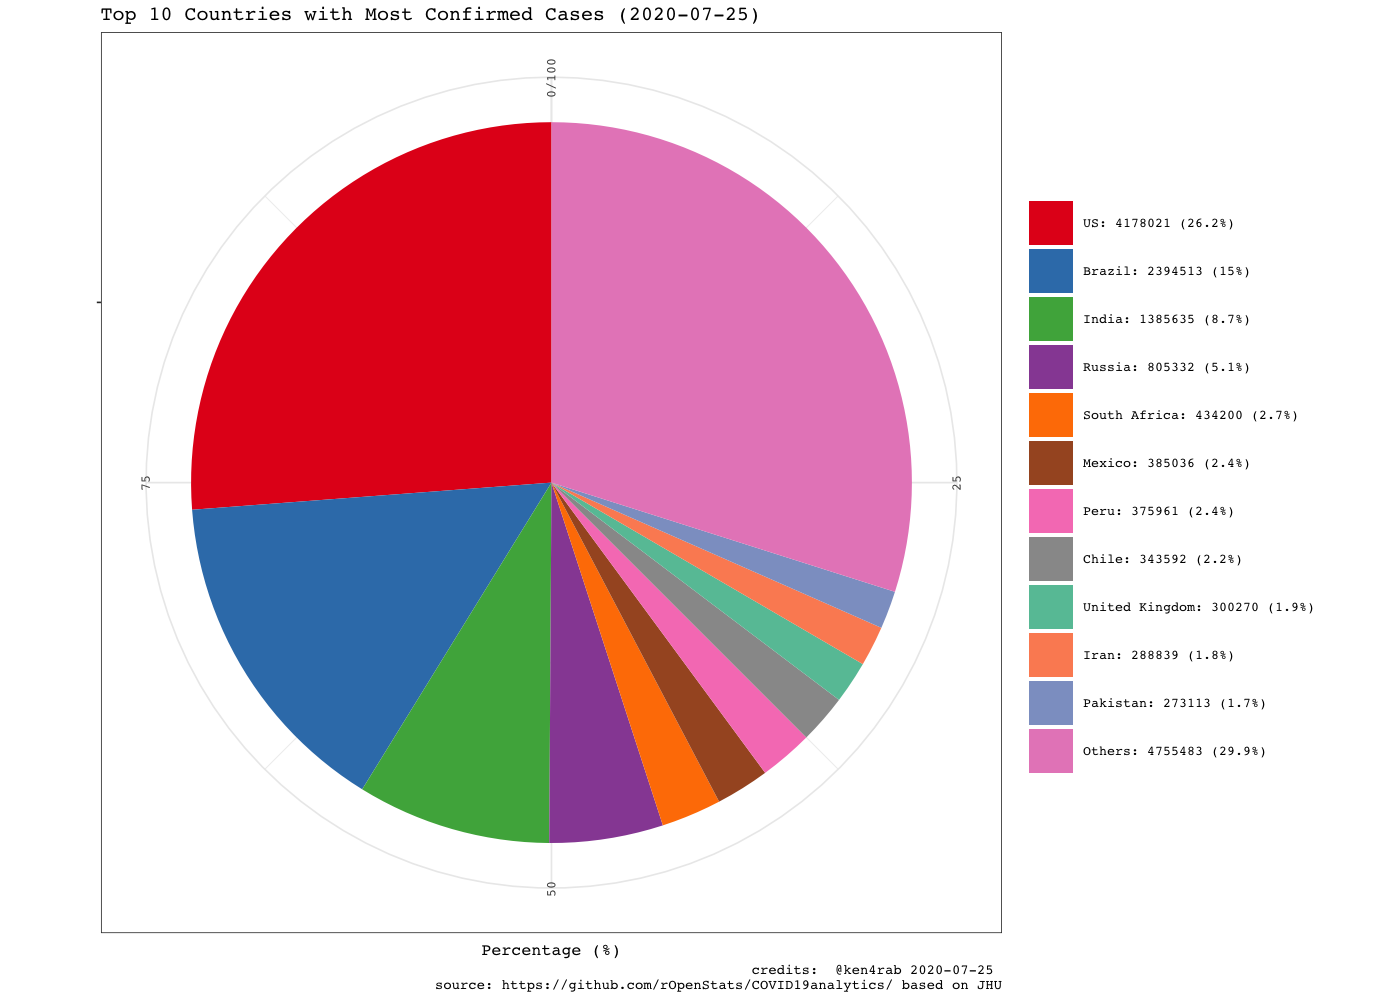 Top 10 Countries with Most Confirmed Cases (2020-07-25)
0/100
25
50
75
US: 4178021 (26.2%)
Brazil: 2394513 (15%)
India: 1385635 (8.7%)
Russia: 805332 (5.1%)
South Africa: 434200 (2.7%)
Mexico: 385036 (2.4%)
Peru: 375961 (2.4%)
Chile: 343592 (2.2%)
United Kingdom: 300270 (1.9%)
Iran: 288839 (1.8%)
Pakistan: 273113 (1.7%)
Others: 4755483 (29.9%)
Percentage (%)
credits:  @ken4rab 2020-07-25
source: https://github.com/rOpenStats/COVID19analytics/ based on JHU